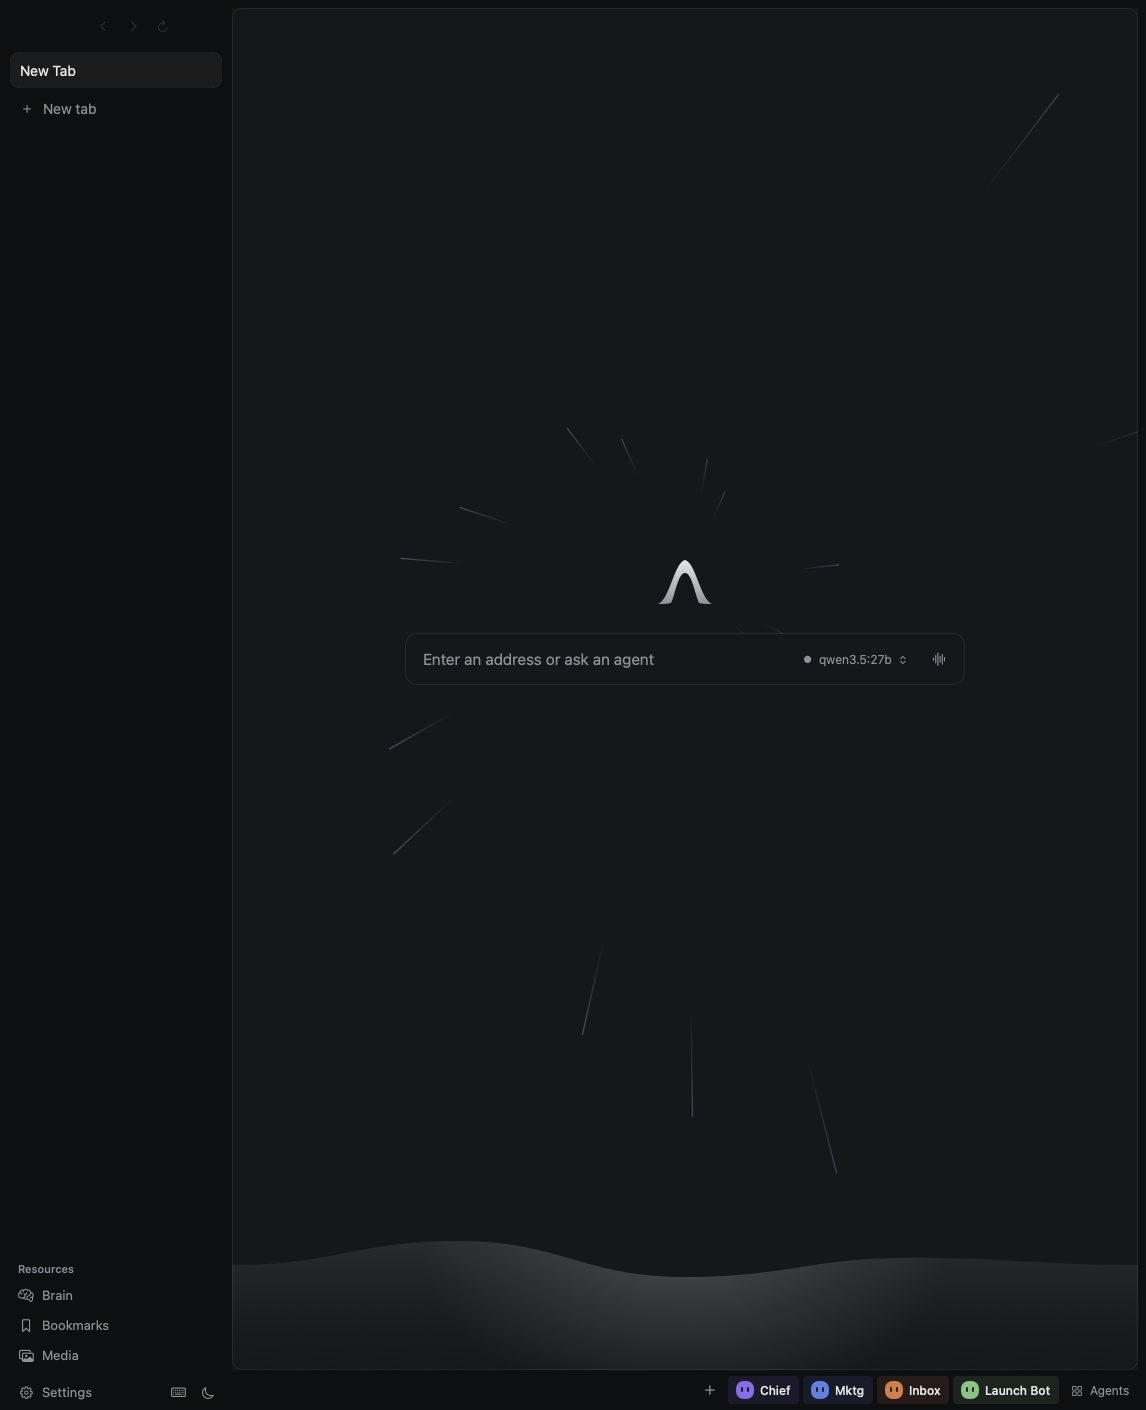 New Tab
New tab
Enter an address or ask an agent
qwen3.5:27b
Resources
Brain
Bookmarks
Media
Settings
Chief
Mktg
Inbox
Launch Bot
Agents